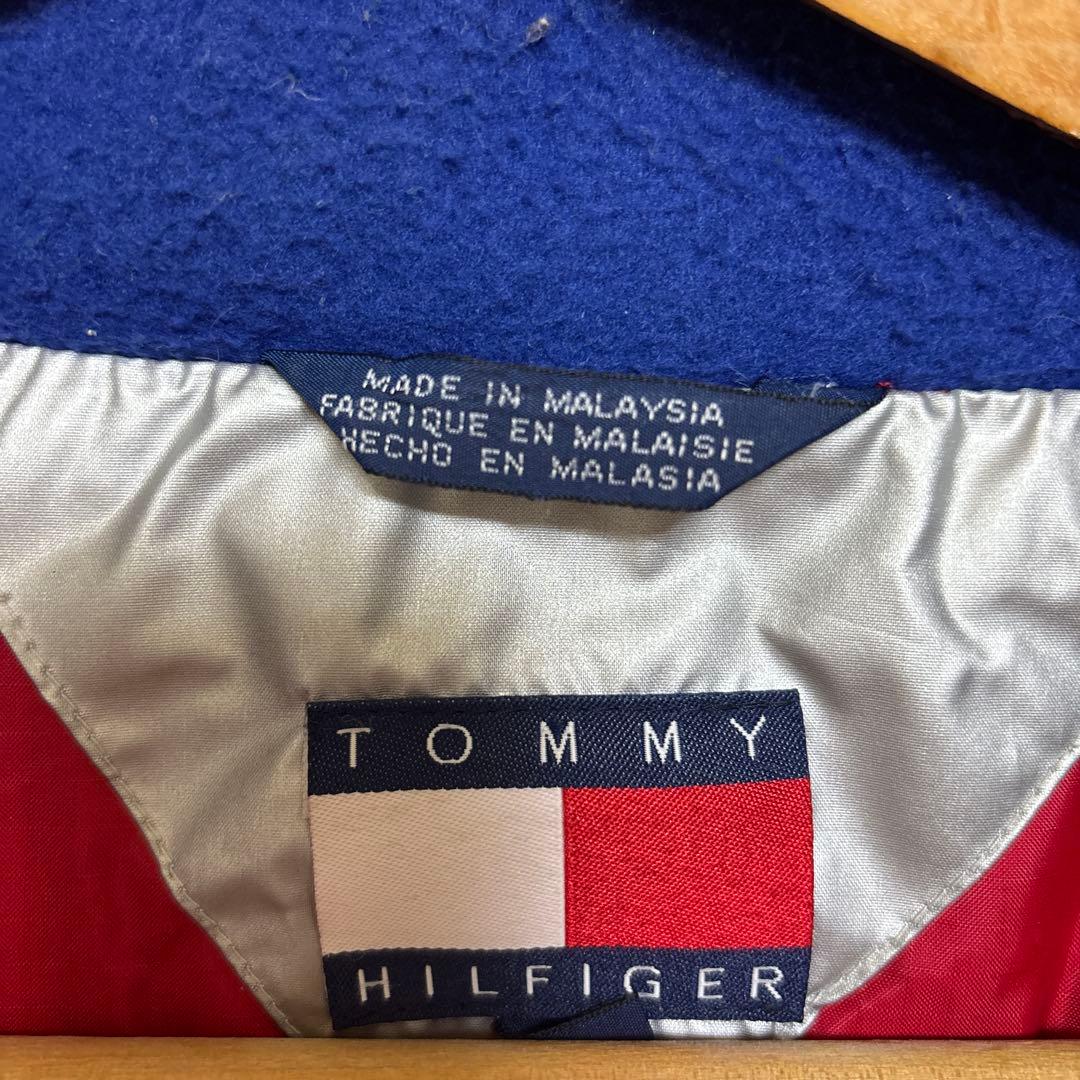 MADE IN MALAYSIA
FABRIQUE EN MALAISIE
HECHO EN MALASIA
TOMMY
HILFIGER